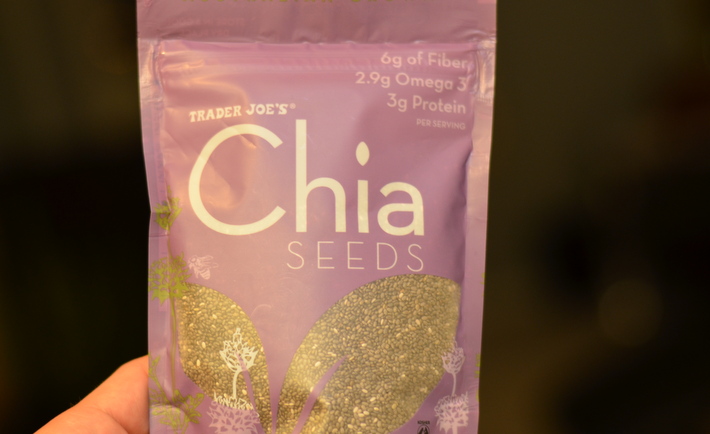 6g of Fiber
2.9g Omega 3
3g Protein
PER SERVING
TRADER JOE'S®
Chia
SEEDS